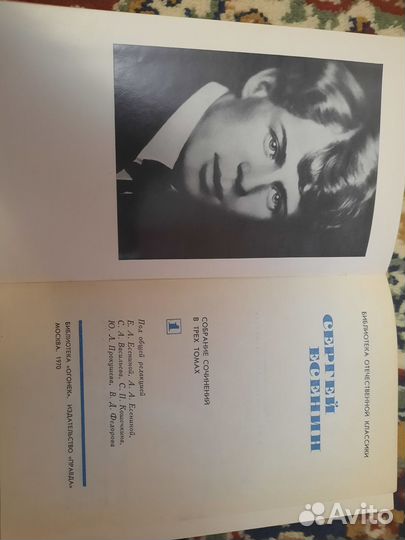 БИБЛИОТЕКА ОТЕЧЕСТВЕННОЙ КЛАССИКИ
СЕРГЕЙ
ЕСЕНИН
СОБРАНИЕ СОЧИНЕНИЙ
В ТРЕХ ТОМАХ
1
Под общей редакцией
Е. А. Есениной, А. А. Есениной,
С. А. Васильева, С. П. Кошечкина,
Ю. Л. Прокушева, В. Д. Федорова
БИБЛИОТЕКА «ОГОНЕК». ИЗДАТЕЛЬСТВО «ПРАВДА»
МОСКВА. 1970
Avito